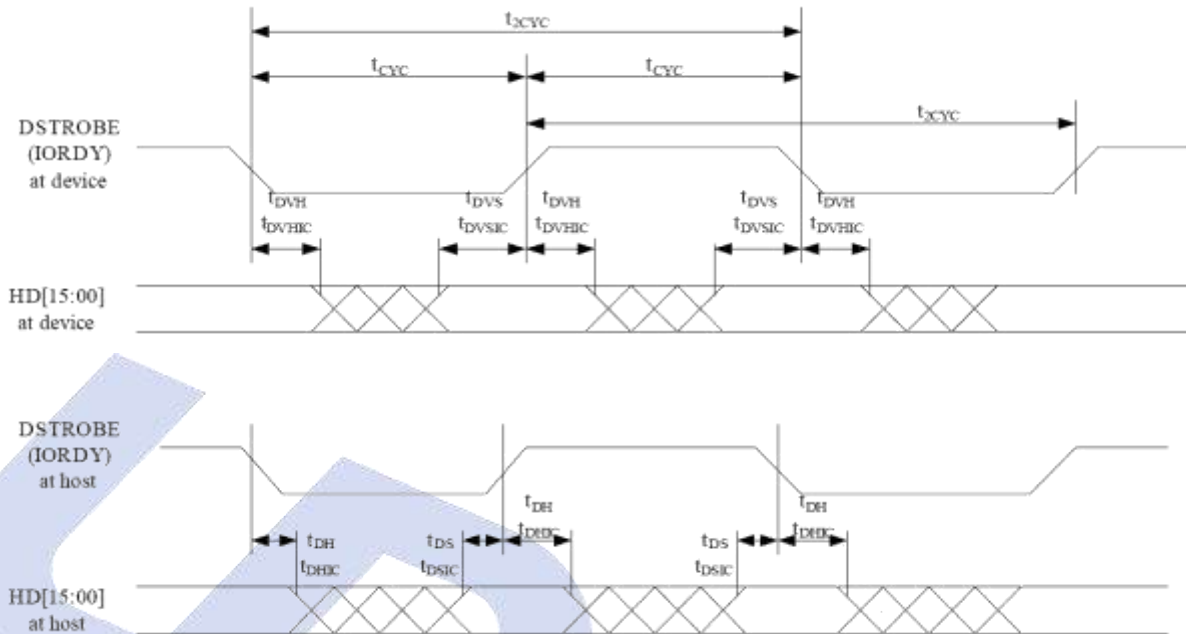 t2CYC
tCYC tCYC
t2CYC
DSTROBE
(IORDY)
at device
tDVH tDVS tDVH tDVS tDVH
tDVHIC tDVSIC tDVHIC tDVSIC tDVHIC
HD[15:00]
at device
DSTROBE
(IORDY)
at host
tDH tDH
tDHIC tDHIC
tDH tDS tDS
tDHIC tDSIC tDSIC
HD[15:00]
at host